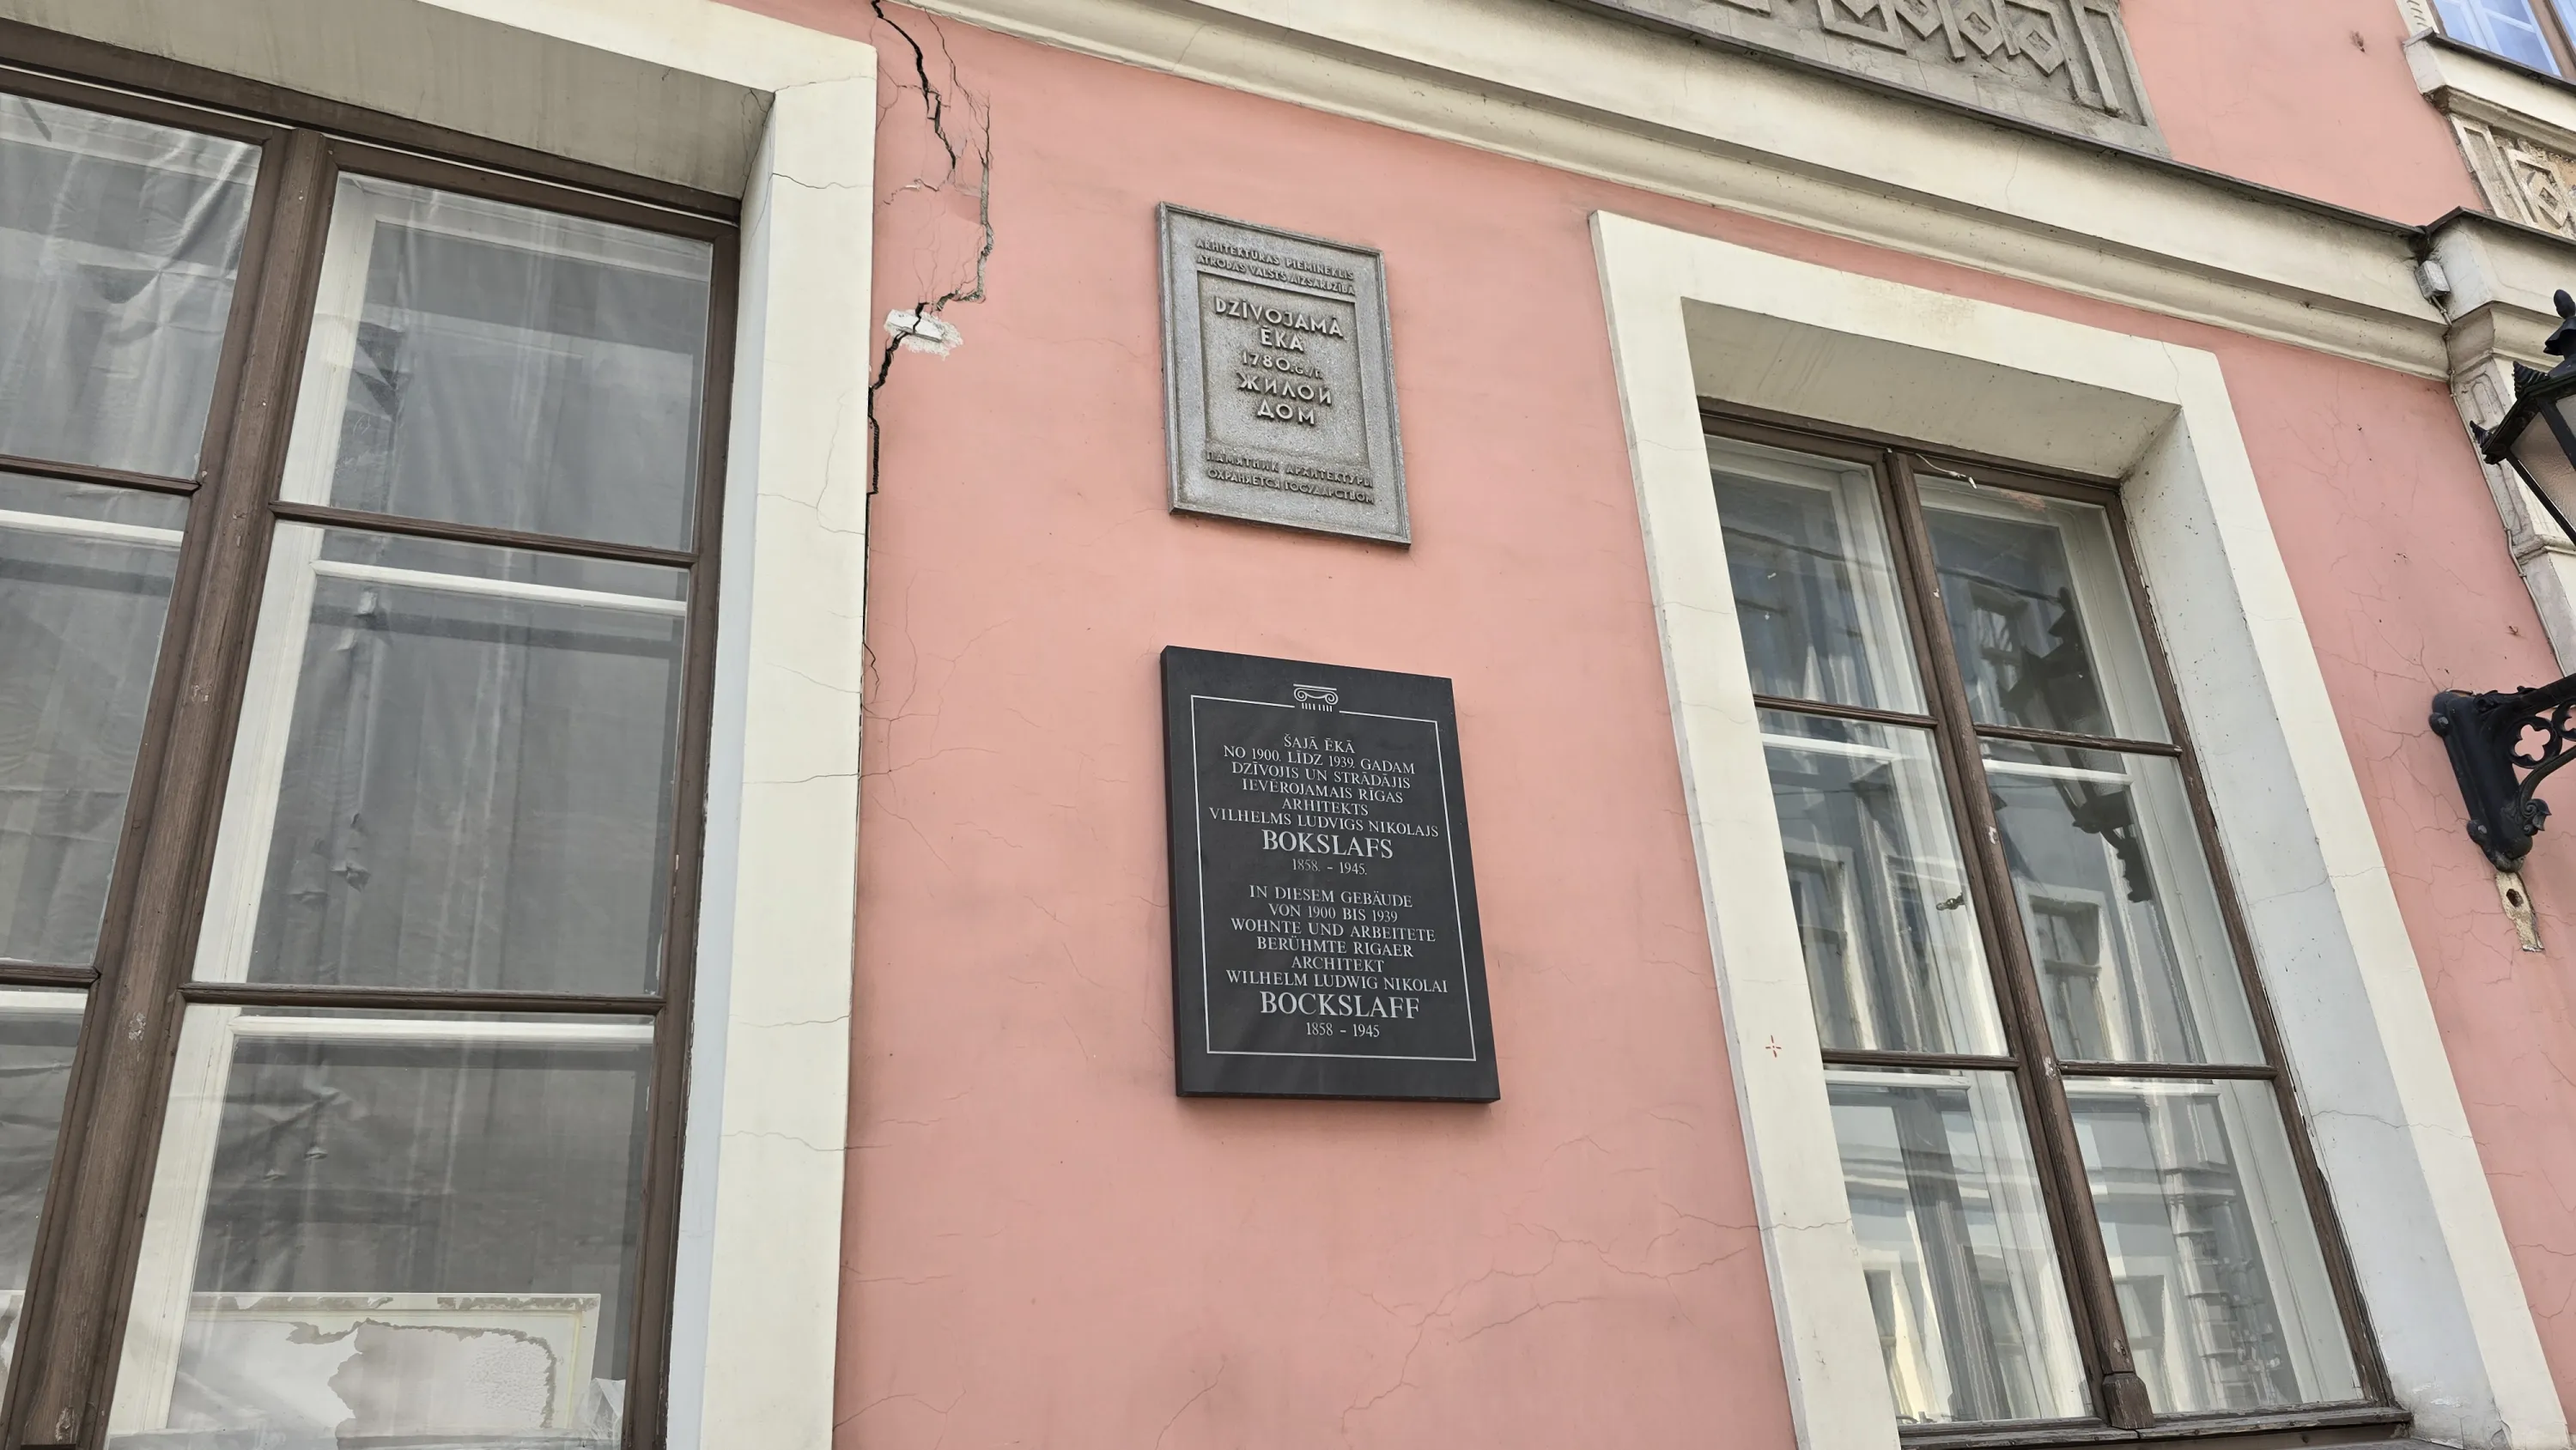 ARHITEKTŪRAS PIEMINEKLIS
ATRODAS VALSTS AIZSARDZĪBĀ
DZĪVOJAMĀ
ĒKA
1780.G./Г.
ЖИЛОЙ
ДОМ
ПАМЯТНИК АРХИТЕКТУРЫ
ОХРАНЯЕТСЯ ГОСУДАРСТВОМ
ŠAJĀ ĒKĀ
NO 1900. LĪDZ 1939. GADAM
DZĪVOJIS UN STRĀDĀJIS
IEVĒROJAMAIS RĪGAS
ARHITEKTS
VILHELMS LUDVIGS NIKOLAJS
BOKSLAFS
1858. - 1945.
IN DIESEM GEBÄUDE
VON 1900 BIS 1939
WOHNTE UND ARBEITETE
BERÜHMTE RIGAER
ARCHITEKT
WILHELM LUDWIG NIKOLAI
BOCKSLAFF
1858 - 1945